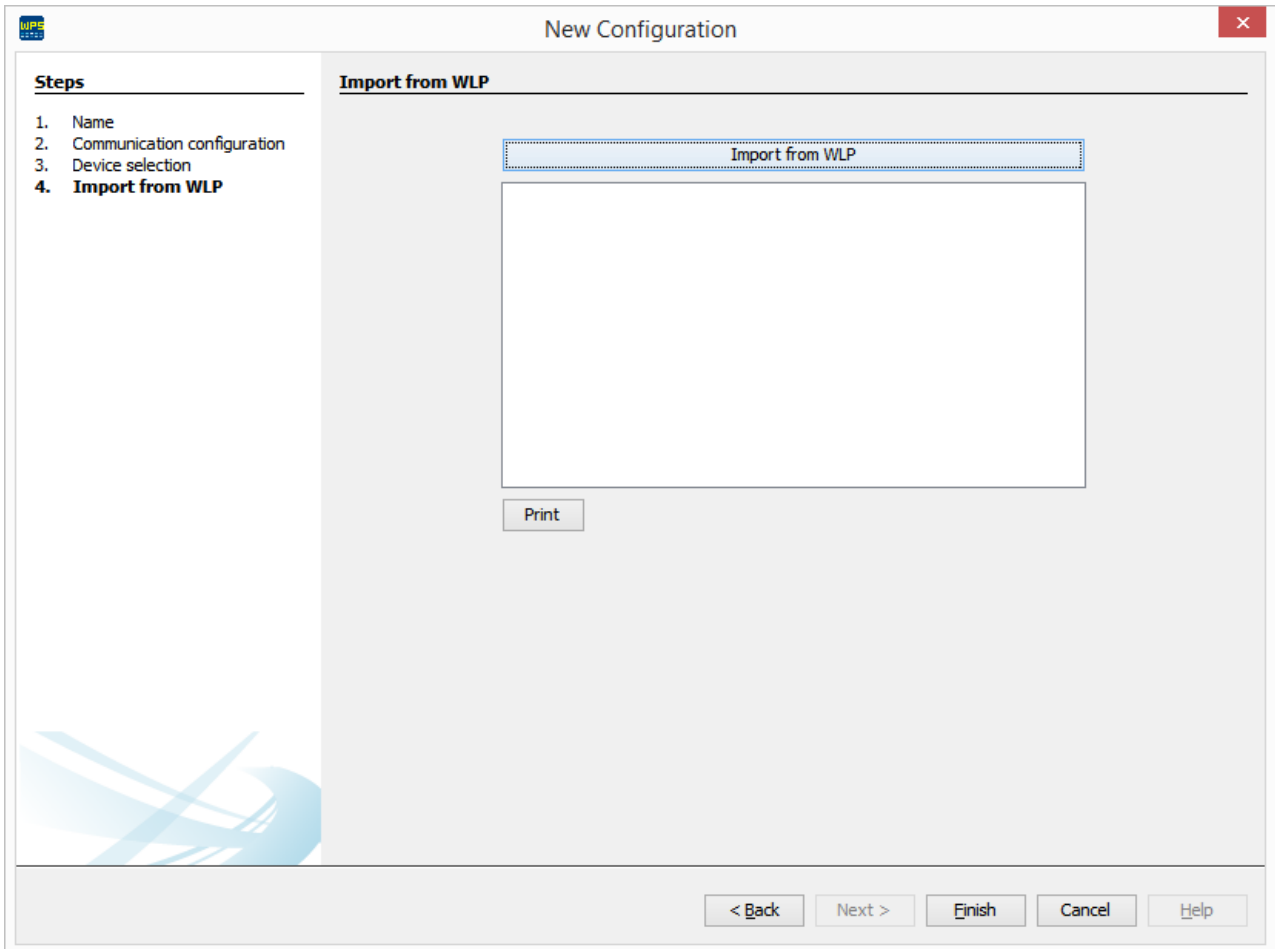 WPS
New Configuration
Steps
1. Name
2. Communication configuration
3. Device selection
4. Import from WLP
Import from WLP
Import from WLP
Print
< Back
Next >
Finish
Cancel
Help